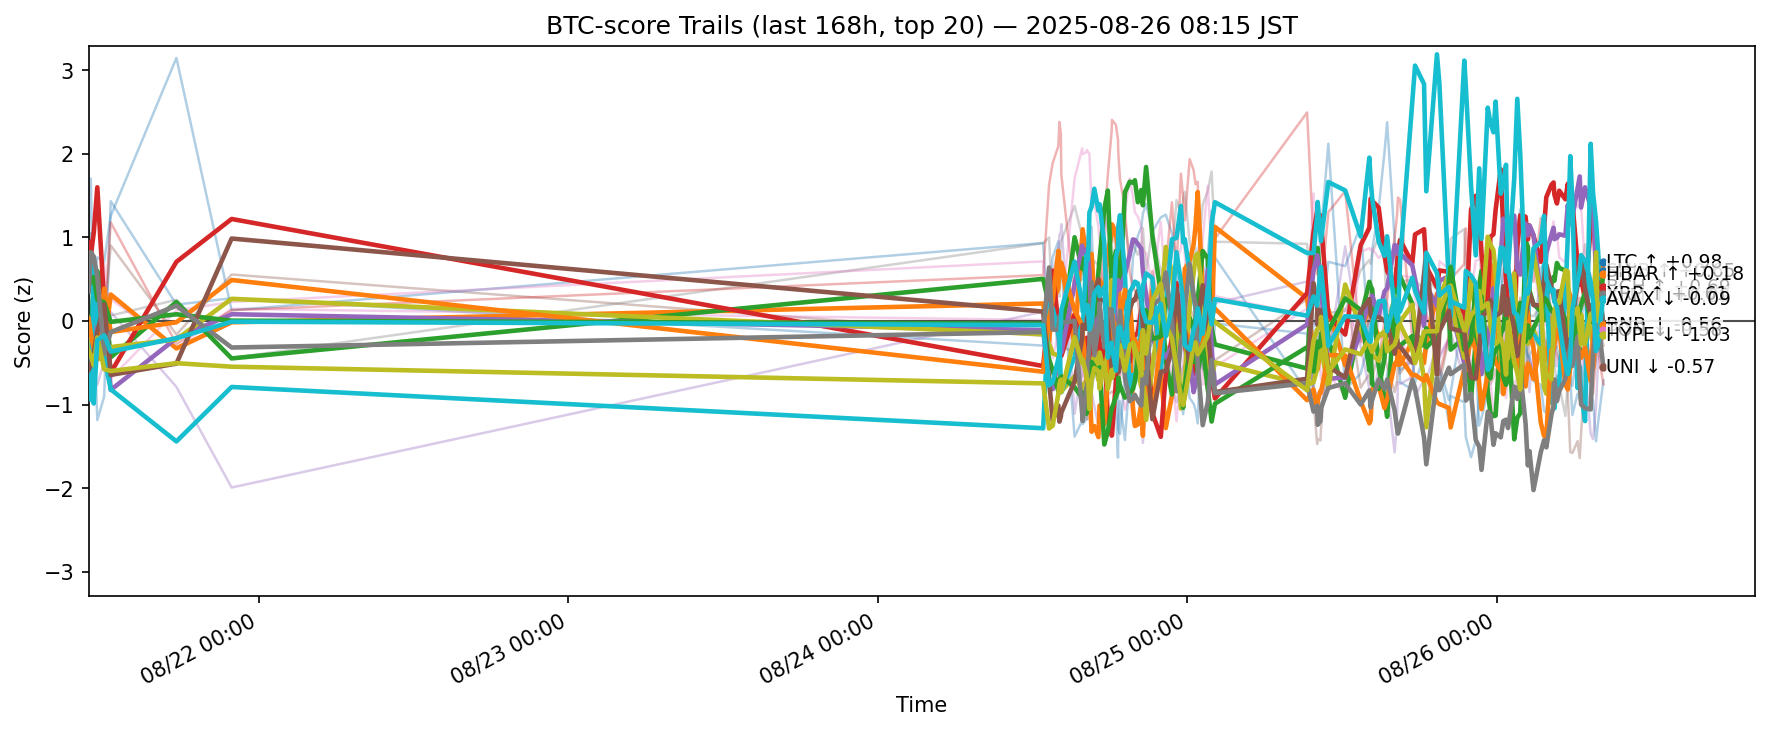 BTC-score Trails (last 168h, top 20) — 2025-08-26 08:15 JST
Score (z)
3
2
1
0
−1
−2
−3
LTC ↑ +0.98
HBAR ↑ +0.18
AVAX ↓ -0.09
BNB ↓ -0.56
HYPE ↓ -1.03
UNI ↓ -0.57
08/22 00:00
08/23 00:00
08/24 00:00
08/25 00:00
08/26 00:00
Time